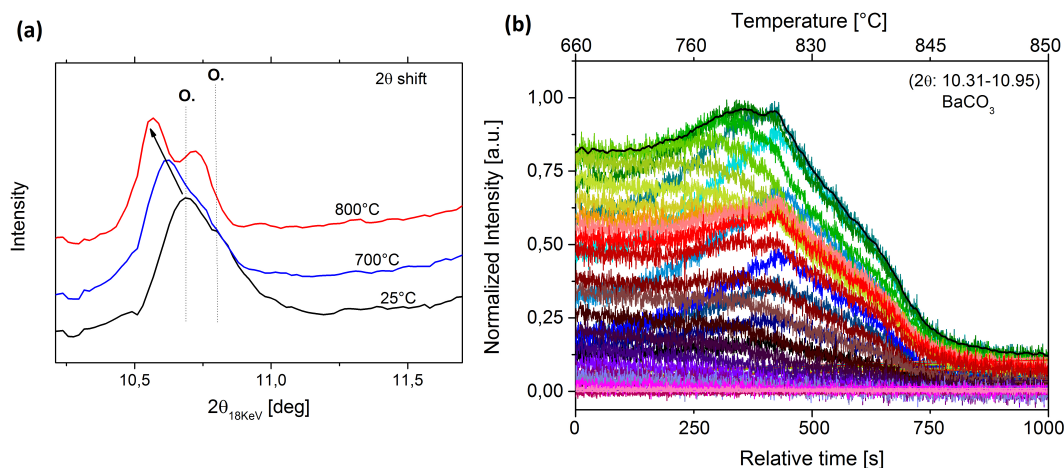 (a)
2θ shift
O.
O.
800°C
700°C
25°C
Intensity
10,5
11,0
11,5
2θ18KeV [deg]
(b)
Temperature [°C]
660
760
830
845
850
(2θ: 10.31-10.95)
BaCO3
Normalized Intensity [a.u.]
1,00
0,75
0,50
0,25
0,00
0
250
500
750
1000
Relative time [s]